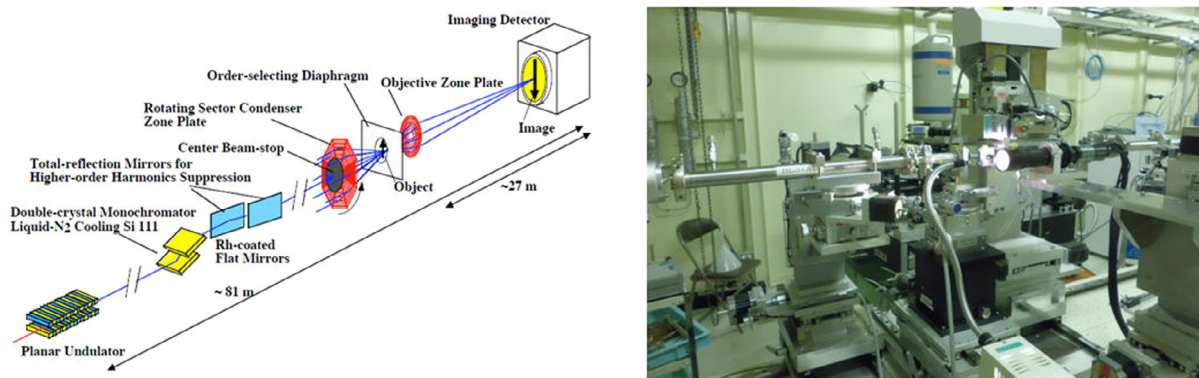 Imaging Detector
Order-selecting Diaphragm
Objective Zone Plate
Rotating Sector Condenser
Zone Plate
Image
Center Beam-stop
Total-reflection Mirrors for
Higher-order Harmonics Suppression
Object
~27 m
Double-crystal Monochromator
Liquid-N2 Cooling Si 111
Rh-coated
Flat Mirrors
~ 81 m
Planar Undulator